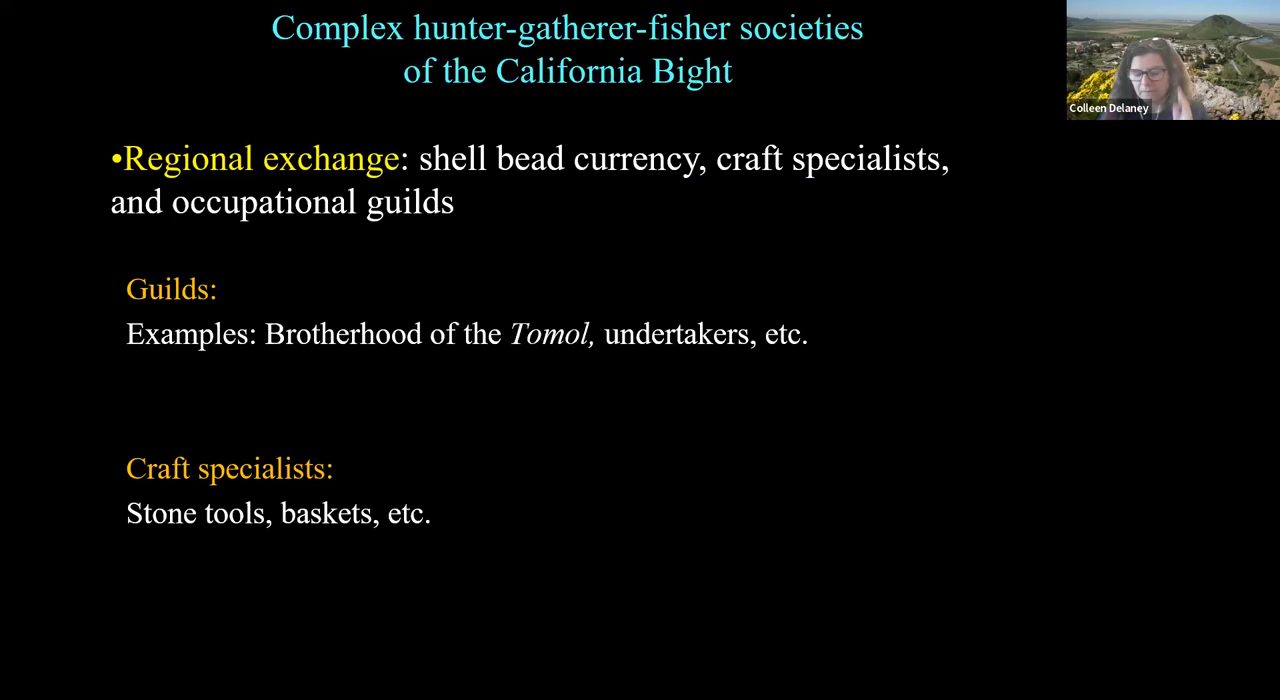 Complex hunter-gatherer-fisher societies
of the California Bight
Colleen Delaney
•Regional exchange: shell bead currency, craft specialists,
and occupational guilds
Guilds:
Examples: Brotherhood of the Tomol, undertakers, etc.
Craft specialists:
Stone tools, baskets, etc.